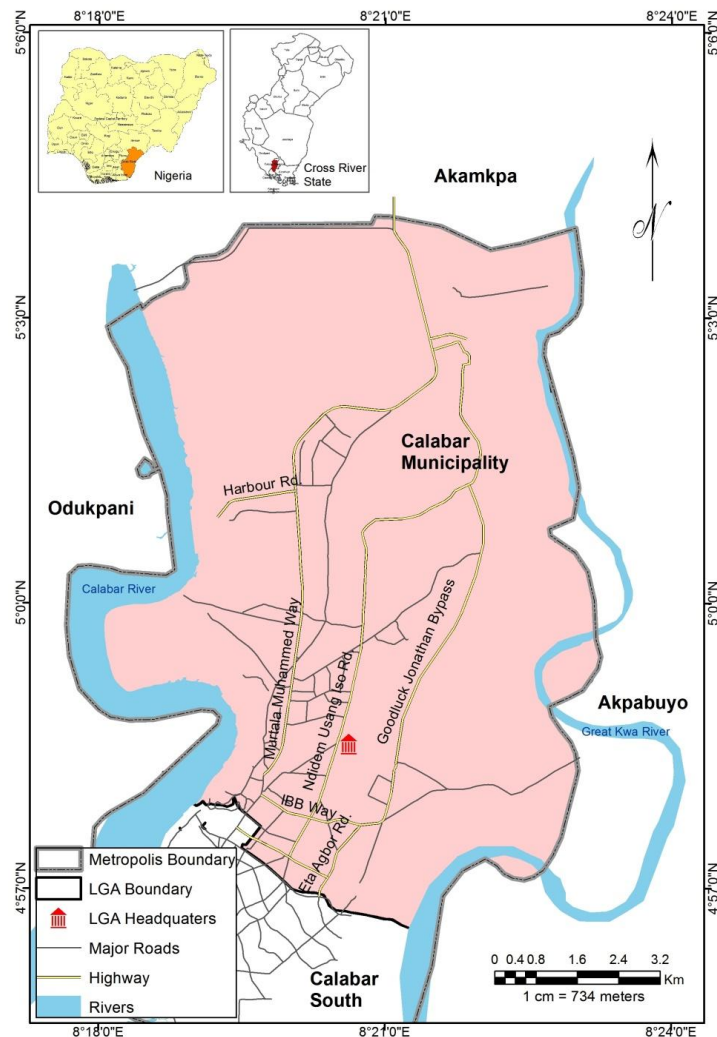 8°18'0"E
8°21'0"E
8°24'0"E
5°6'0"N
5°6'0"N
Nigeria
Cross River
State
Akamkpa
N
5°3'0"N
5°3'0"N
Calabar
Municipality
Harbour Rd.
Odukpani
Calabar River
5°0'0"N
5°0'0"N
Murtala Muhammed Way
Ndidem Usang Iso Rd.
Goodluck Jonathan Bypass
Akpabuyo
Great Kwa River
IBB Way
Eta Agbor Rd.
4°57'0"N
4°57'0"N
Metropolis Boundary
LGA Boundary
LGA Headquaters
Major Roads
Highway
Rivers
Calabar
South
0 0.4 0.8 1.6 2.4 3.2
Km
1 cm = 734 meters
8°18'0"E
8°21'0"E
8°24'0"E